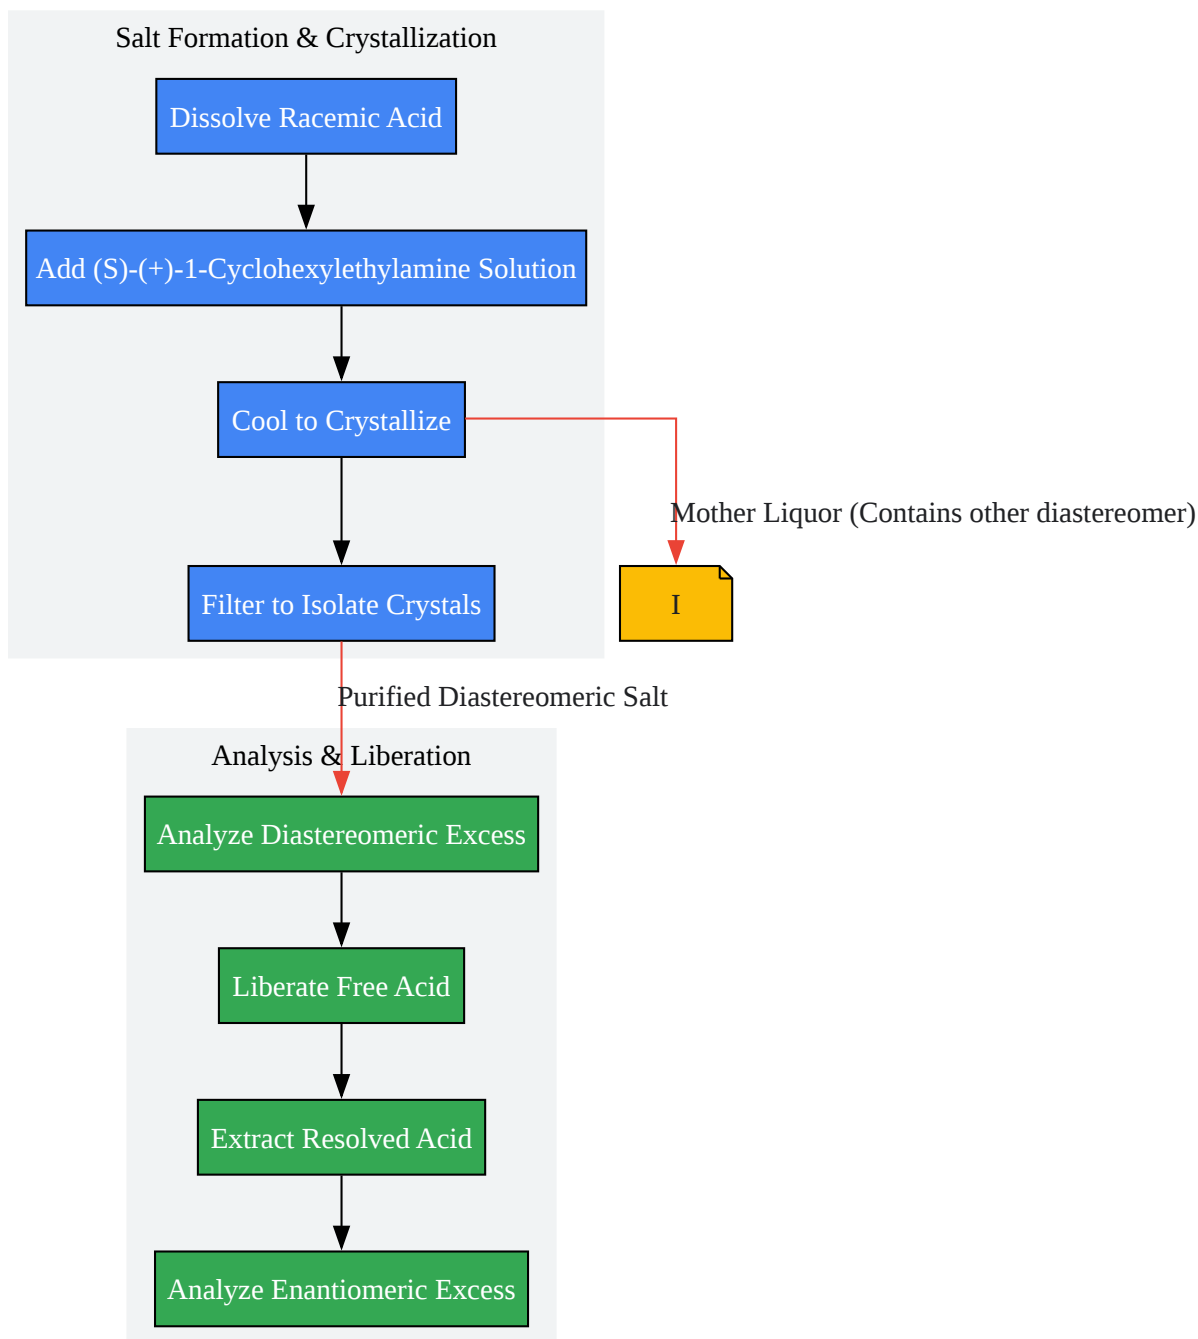 Salt Formation & Crystallization
Dissolve Racemic Acid
Add (S)-(+)-1-Cyclohexylethylamine Solution
Cool to Crystallize
Mother Liquor (Contains other diastereomer)
Filter to Isolate Crystals
I
Purified Diastereomeric Salt
Analysis & Liberation
Analyze Diastereomeric Excess
Liberate Free Acid
Extract Resolved Acid
Analyze Enantiomeric Excess